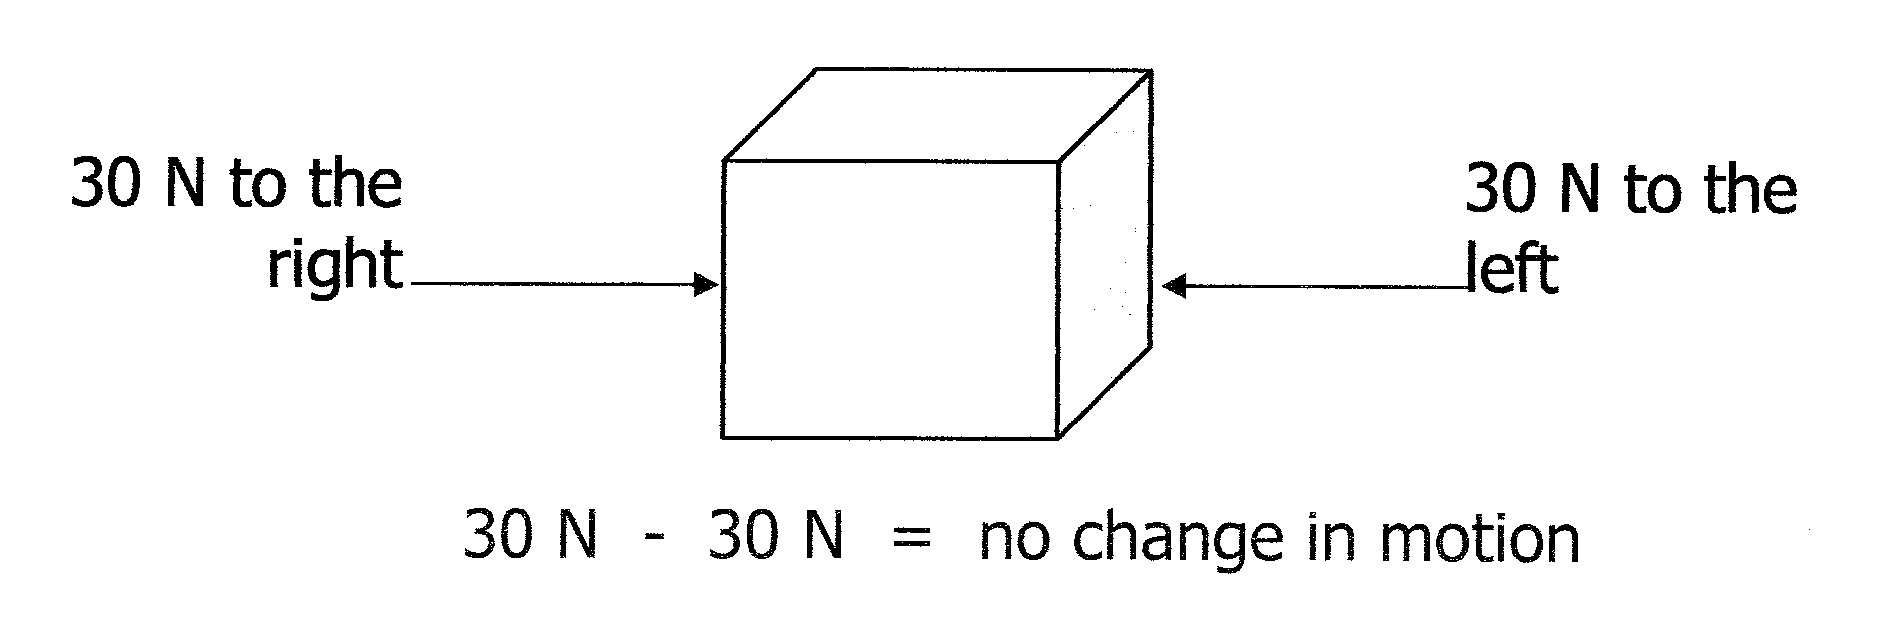 30 N to the
right
30 N to the
left
30 N - 30 N = no change in motion